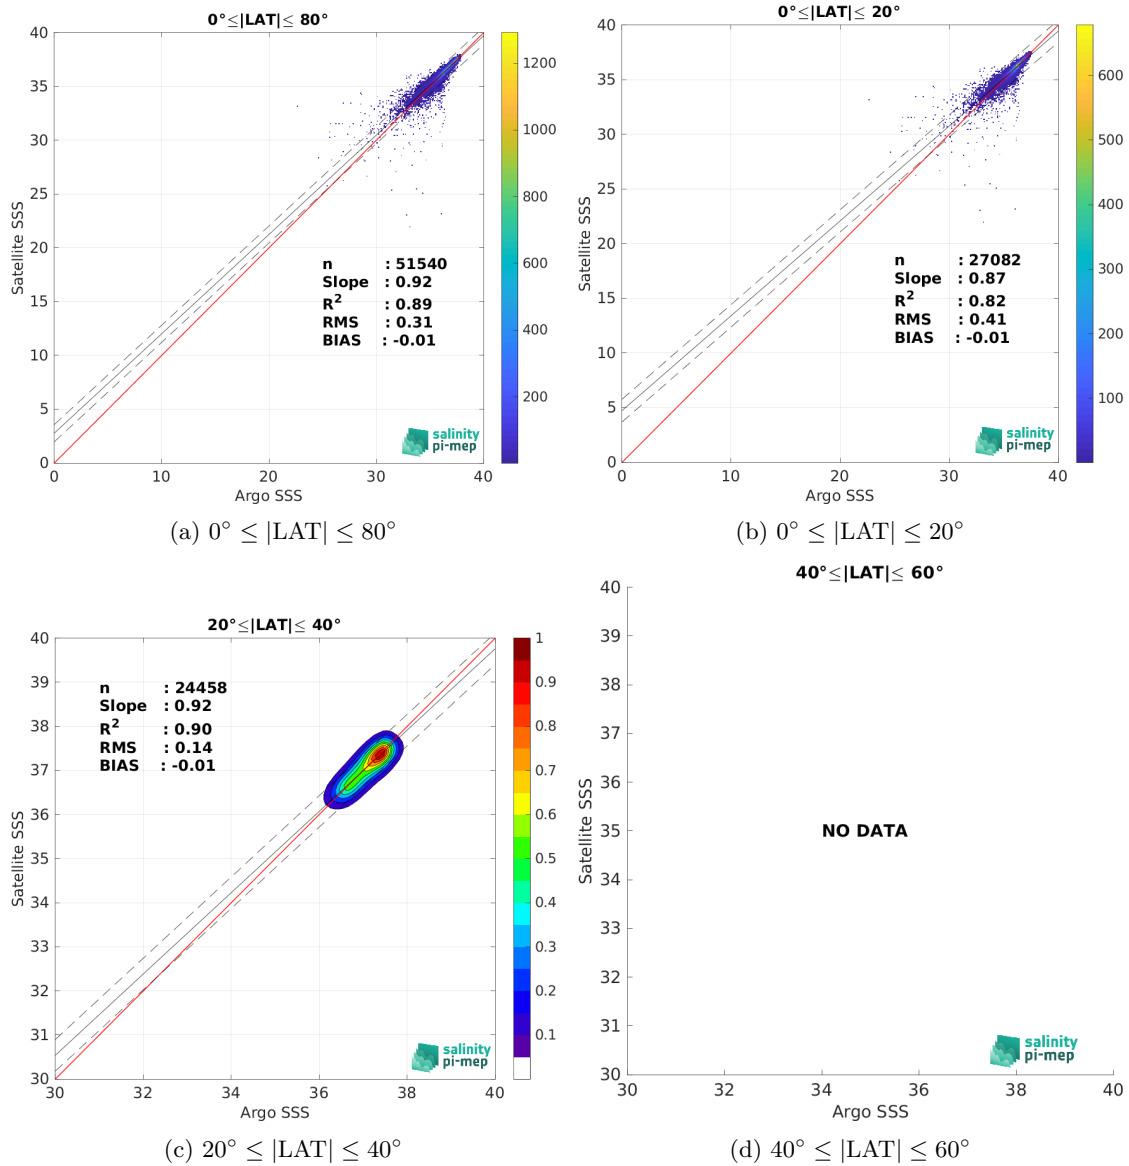 0°≤|LAT|≤ 80°
40
35
30
25
20
15
10
5
0
0
10
20
30
40
Satellite SSS
Argo SSS
n : 51540
Slope : 0.92
R² : 0.89
RMS : 0.31
BIAS : -0.01
salinity
pi-mep
1200
1000
800
600
400
200
(a) 0° ≤ |LAT| ≤ 80°
0°≤|LAT|≤ 20°
40
35
30
25
20
15
10
5
0
0
10
20
30
40
Satellite SSS
Argo SSS
n : 27082
Slope : 0.87
R² : 0.82
RMS : 0.41
BIAS : -0.01
salinity
pi-mep
600
500
400
300
200
100
(b) 0° ≤ |LAT| ≤ 20°
20°≤|LAT|≤ 40°
40
39
38
37
36
35
34
33
32
31
30
30
32
34
36
38
40
Satellite SSS
Argo SSS
n : 24458
Slope : 0.92
R² : 0.90
RMS : 0.14
BIAS : -0.01
salinity
pi-mep
1
0.9
0.8
0.7
0.6
0.5
0.4
0.3
0.2
0.1
(c) 20° ≤ |LAT| ≤ 40°
40°≤|LAT|≤ 60°
40
39
38
37
36
35
34
33
32
31
30
30
32
34
36
38
40
Satellite SSS
Argo SSS
NO DATA
salinity
pi-mep
(d) 40° ≤ |LAT| ≤ 60°